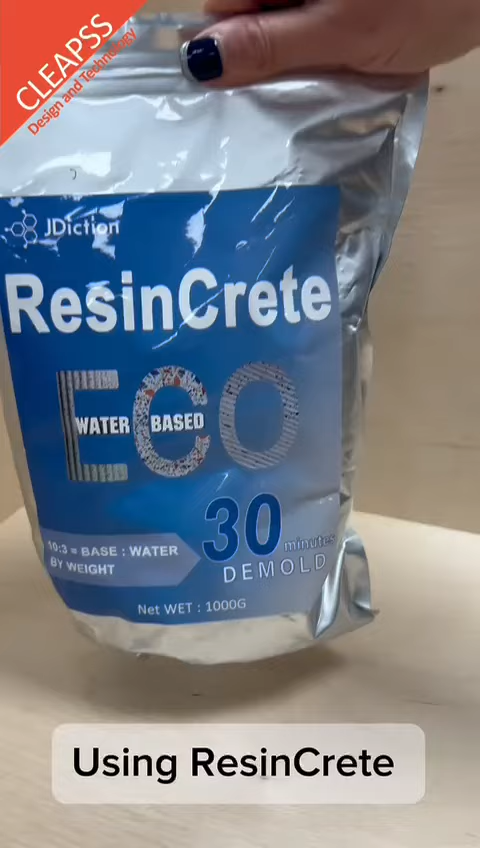 CLEAPSS
Design and Technology
JDiction
ResinCrete
ECO
WATER BASED
30 minutes
DEMOLD
10:3 = BASE : WATER
BY WEIGHT
Net WET : 1000G
Using ResinCrete